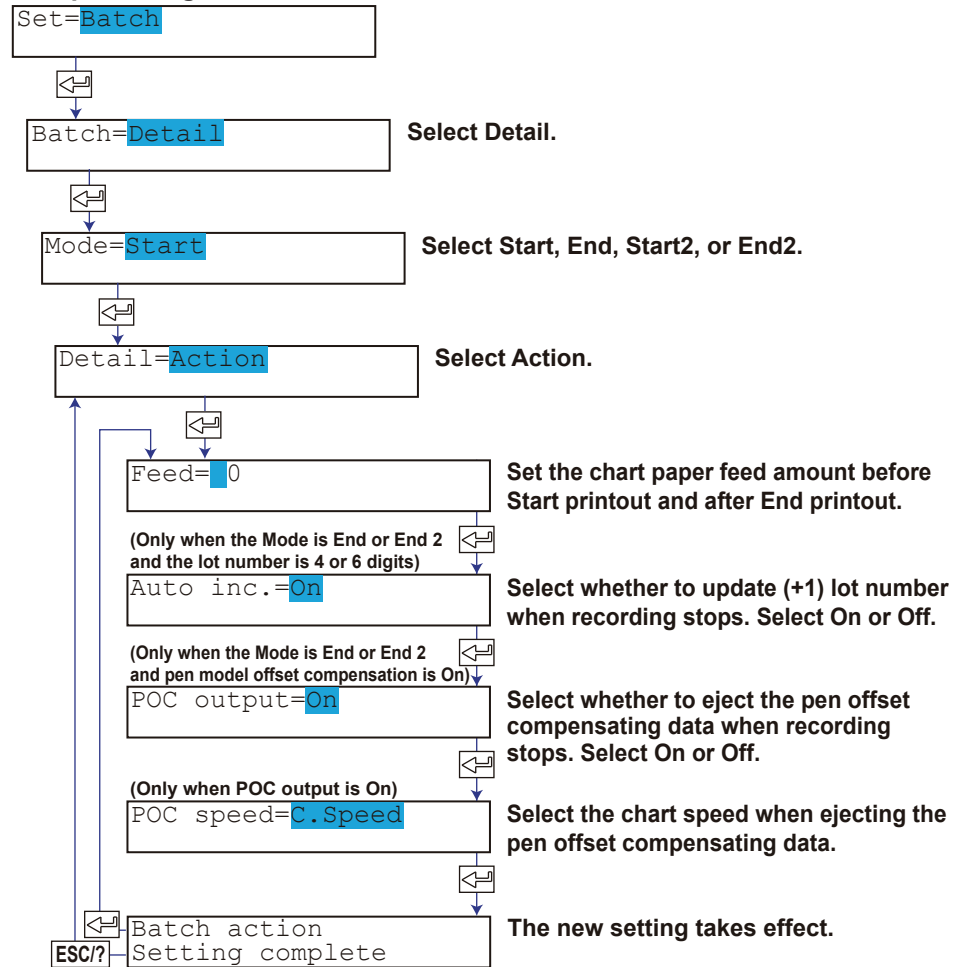 Set=Batch
Batch=Detail
Select Detail.
Mode=Start
Select Start, End, Start2, or End2.
Detail=Action
Select Action.
Feed= 0
Set the chart paper feed amount before
Start printout and after End printout.
(Only when the Mode is End or End 2
and the lot number is 4 or 6 digits)
Auto inc.=On
Select whether to update (+1) lot number
when recording stops. Select On or Off.
(Only when the Mode is End or End 2
and pen model offset compensation is On)
POC output=On
Select whether to eject the pen offset
compensating data when recording
stops. Select On or Off.
(Only when POC output is On)
POC speed=C.Speed
Select the chart speed when ejecting the
pen offset compensating data.
Batch action
Setting complete
The new setting takes effect.
ESC/?